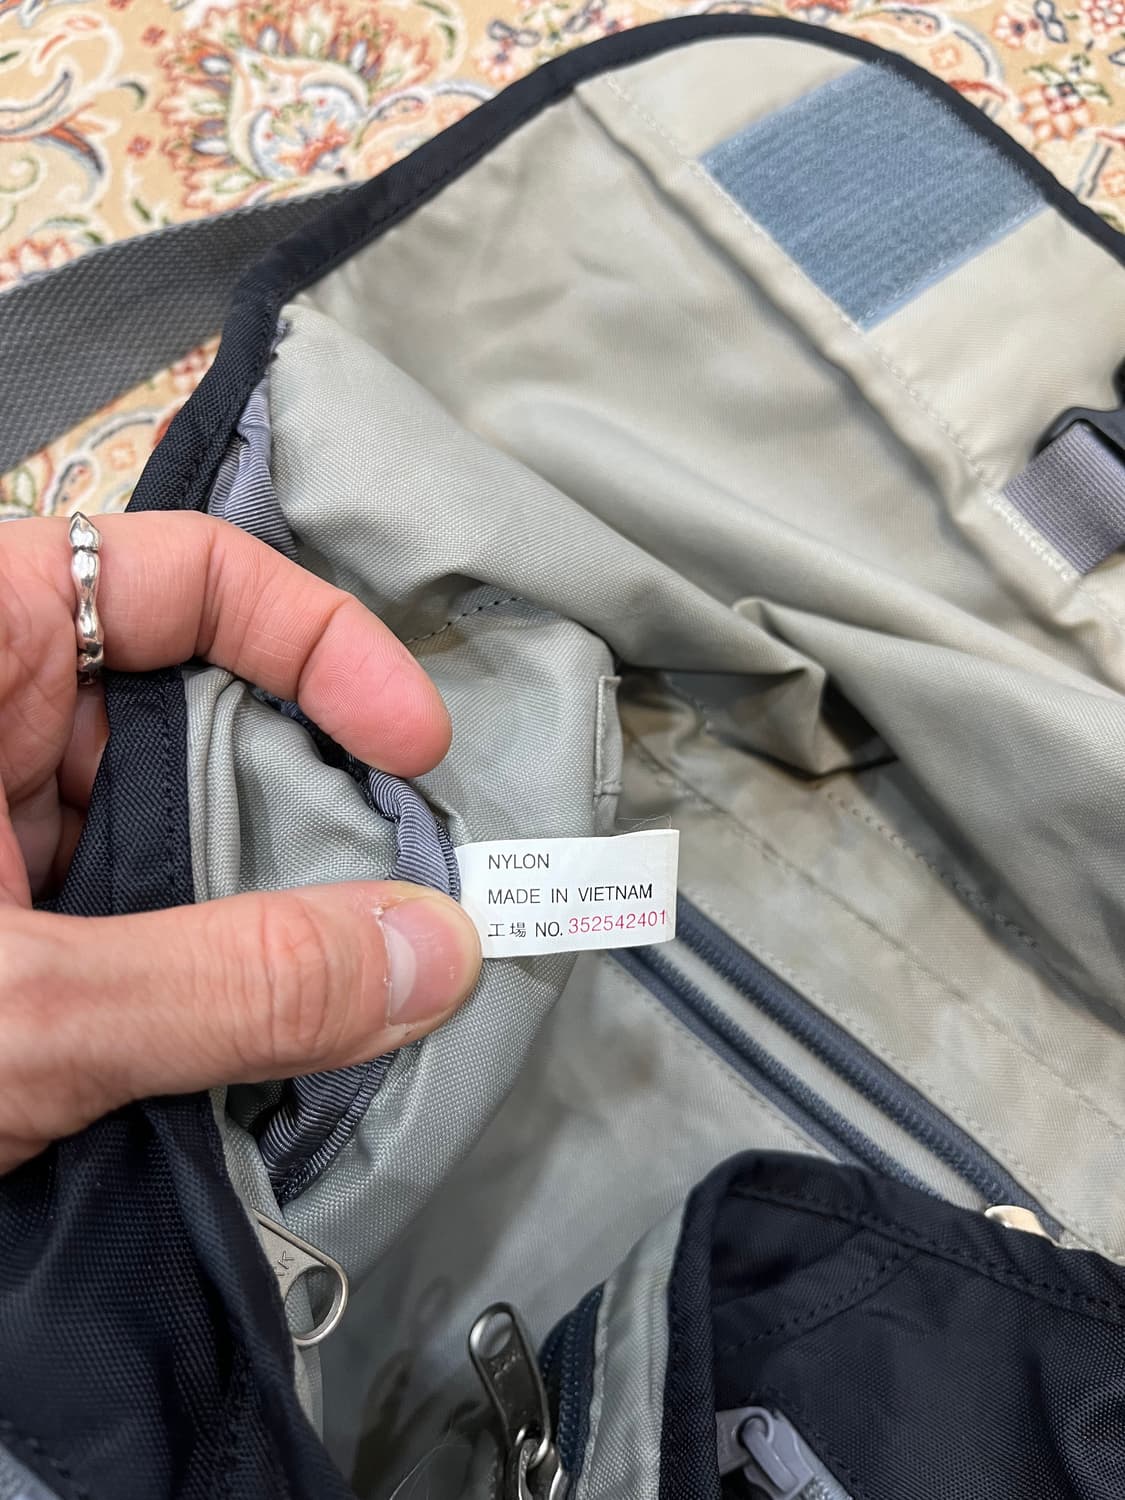 NYLON
MADE IN VIETNAM
工場 NO. 352542401